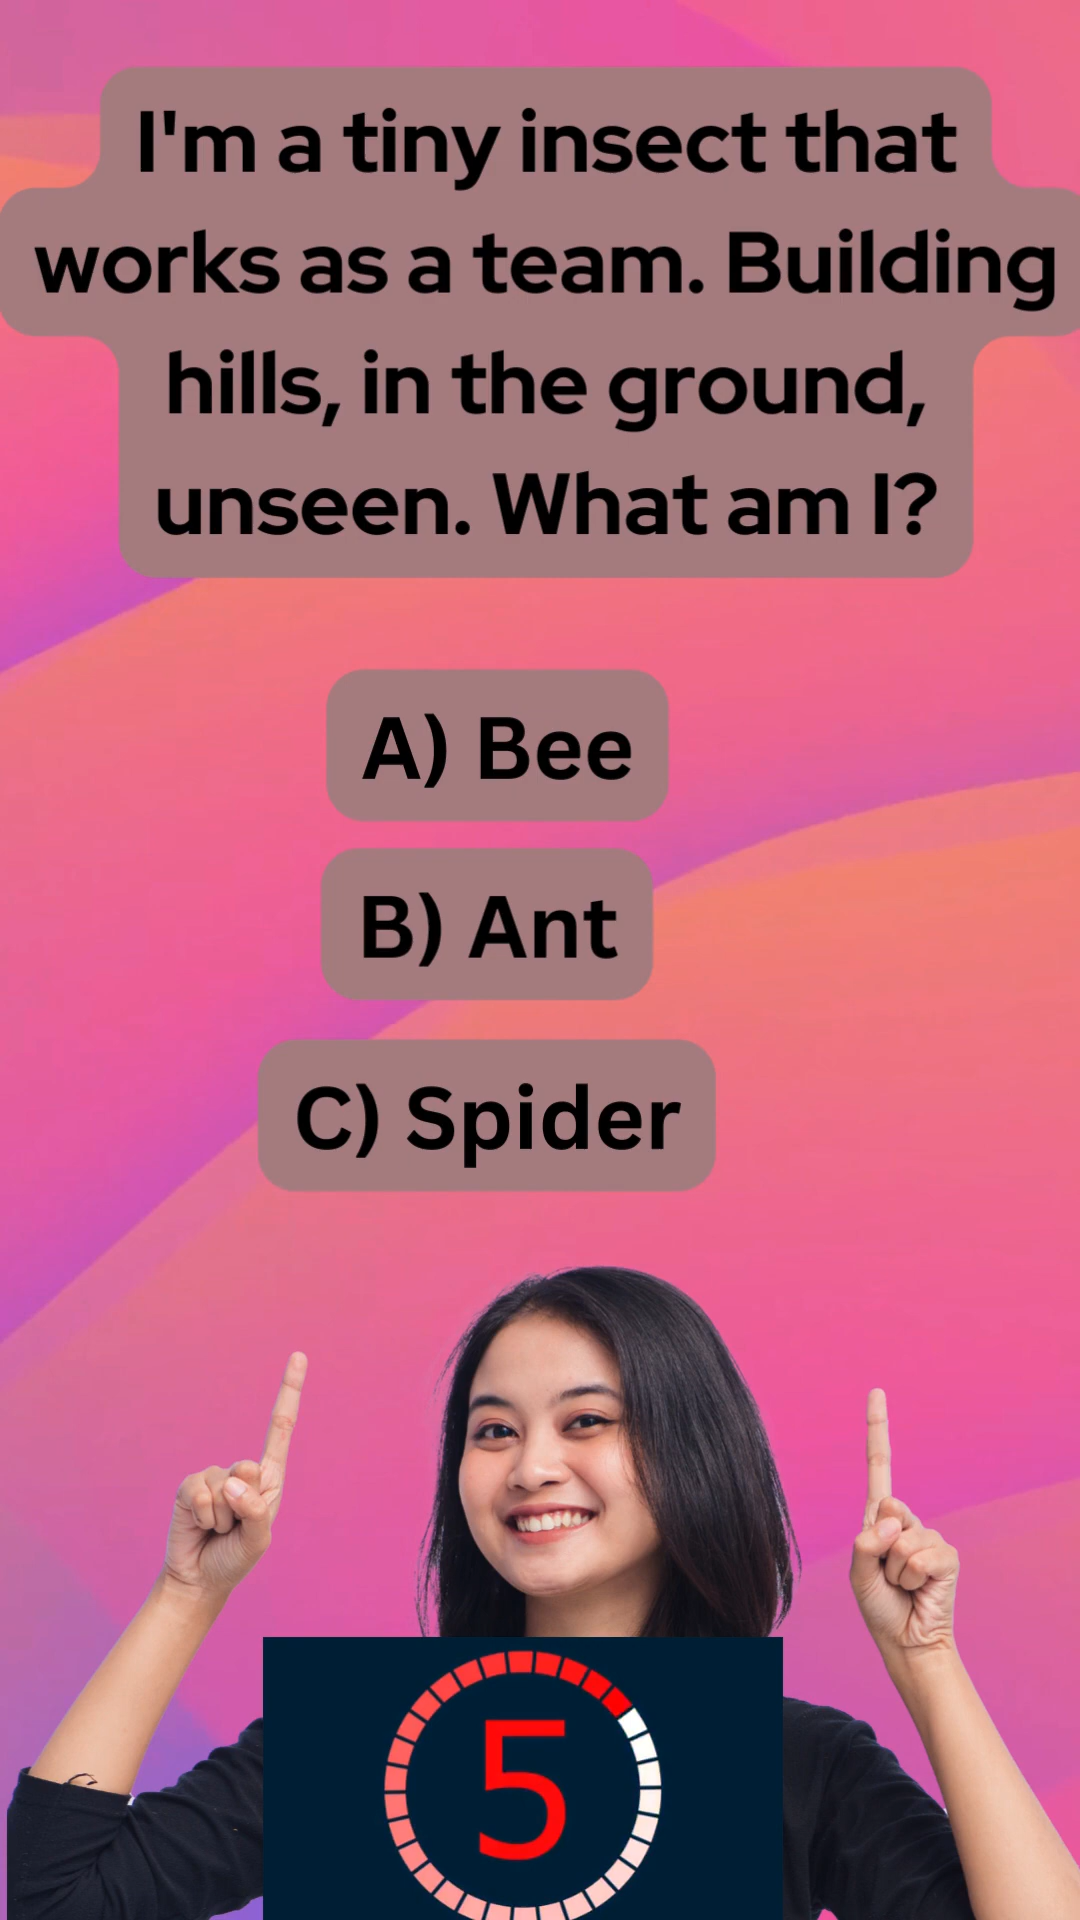 I'm a tiny insect that
works as a team. Building
hills, in the ground,
unseen. What am I?
A) Bee
B) Ant
C) Spider
5